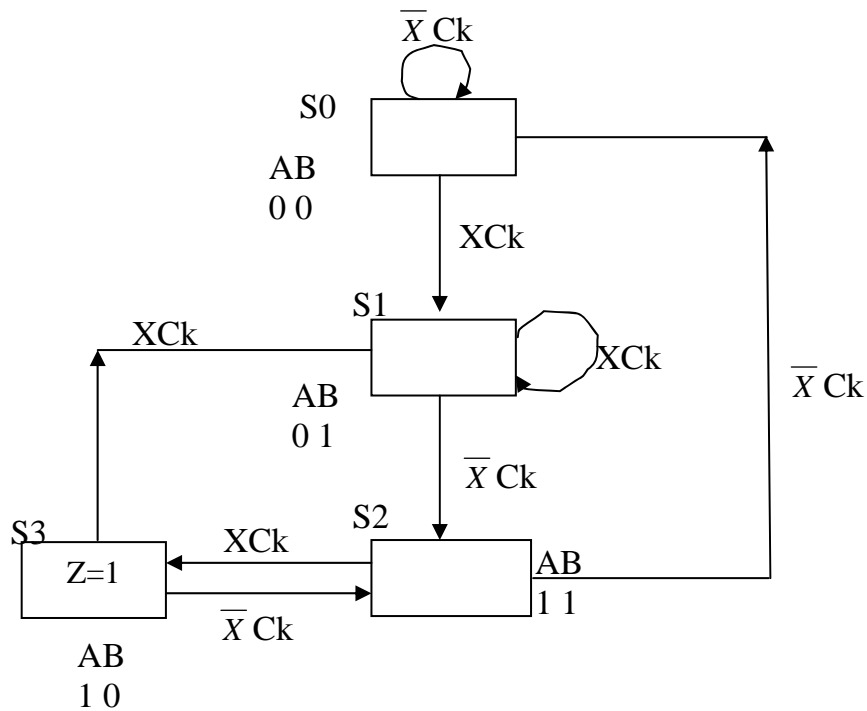 X̅ Ck
S0
AB
0 0
XCk
S1
XCk
XCk
AB
0 1
X̅ Ck
X̅ Ck
S2
S3
XCk
Z=1
AB
1 1
X̅ Ck
AB
1 0